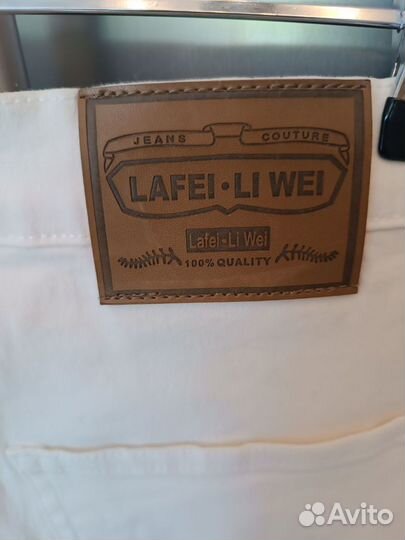 JEANS COUTURE
LAFEI·LI WEI
Lafei·Li Wei
100% QUALITY
Avito